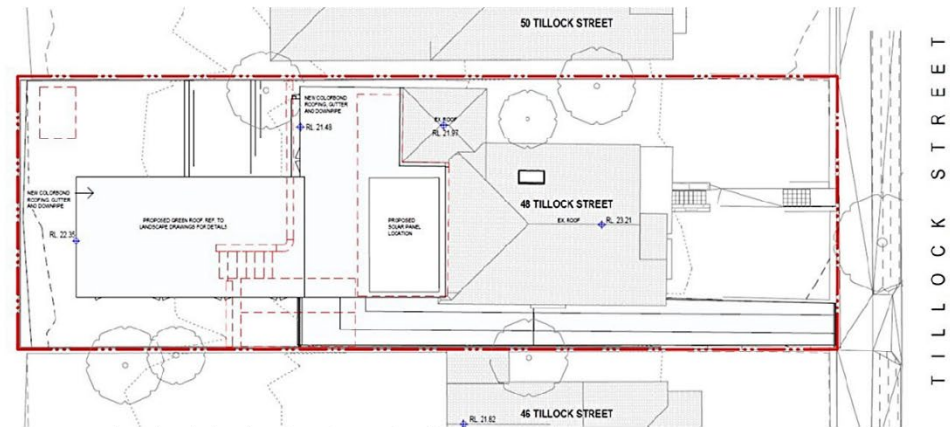 50 TILLOCK STREET
NEW COLORBOND
ROOFING, GUTTER
AND DOWNPIPE
RL 21.48
EX ROOF
RL 21.97
NEW COLORBOND
ROOFING, GUTTER
AND DOWNPIPE
RL 22.35
PROPOSED GREEN ROOF. REF. TO
LANDSCAPE DRAWINGS FOR DETAILS
PROPOSED
SOLAR PANEL
LOCATION
48 TILLOCK STREET
EX. ROOF
RL 23.21
RL 21.82
46 TILLOCK STREET
TILLOCK STREET